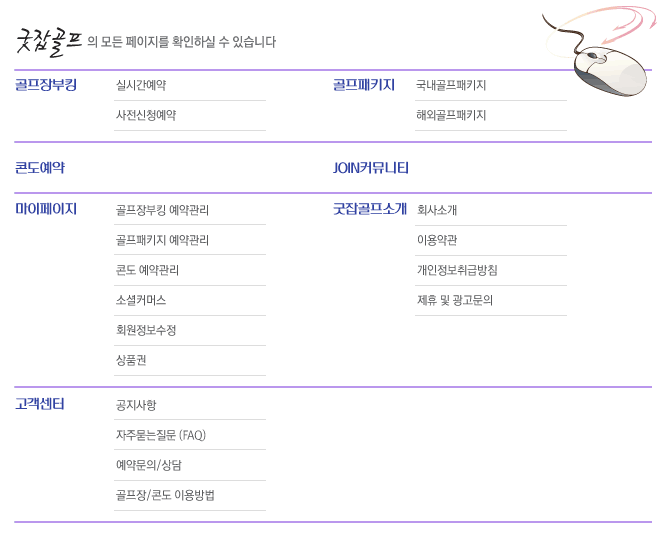 굿잡골프 의 모든 페이지를 확인하실 수 있습니다
골프장부킹
실시간예약
사전신청예약
골프패키지
국내골프패키지
해외골프패키지
콘도예약
JOIN커뮤니티
마이페이지
골프장부킹 예약관리
골프패키지 예약관리
콘도 예약관리
소셜커머스
회원정보수정
상품권
굿잡골프소개
회사소개
이용약관
개인정보취급방침
제휴 및 광고문의
고객센터
공지사항
자주묻는질문 (FAQ)
예약문의/상담
골프장/콘도 이용방법